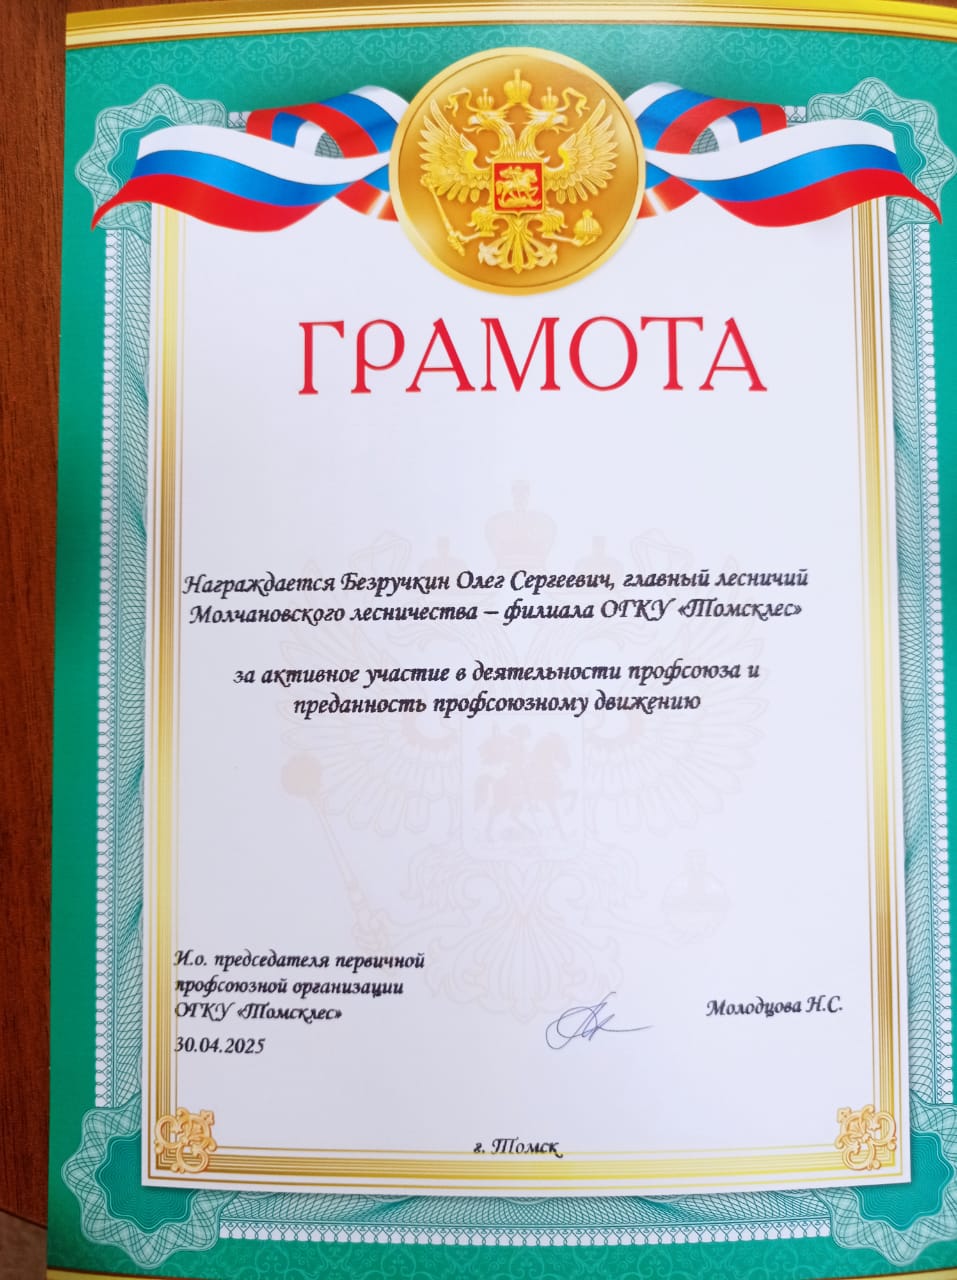 ГРАМОТА
Награждается Безручкин Олег Сергеевич, главный лесничий
Молчановского лесничества – филиала ОГКУ «Томсклес»
за активное участие в деятельности профсоюза и
преданность профсоюзному движению
И.о. председателя первичной
профсоюзной организации
ОГКУ «Томсклес»
Молодцова Н.С.
30.04.2025
г. Томск